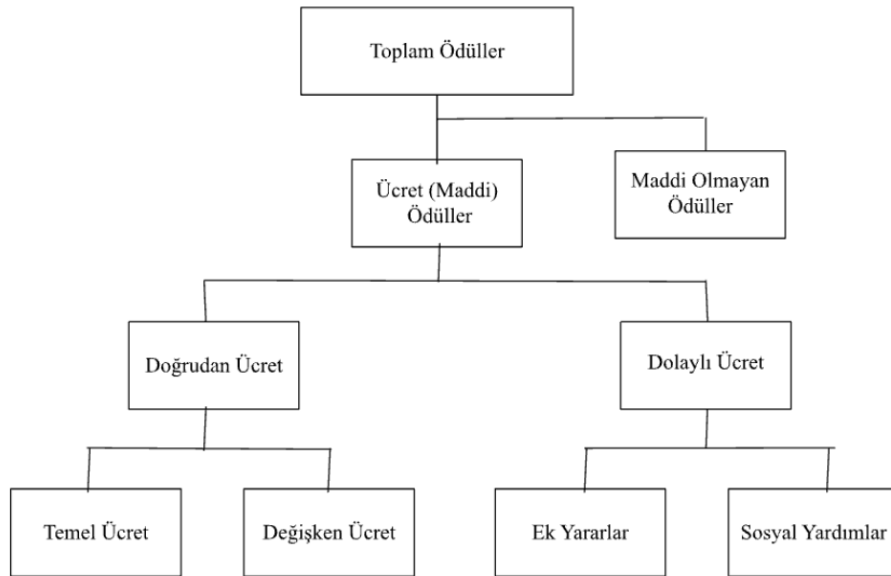 Toplam Ödüller
Ücret (Maddi)
Ödüller
Maddi Olmayan
Ödüller
Doğrudan Ücret
Dolaylı Ücret
Temel Ücret
Değişken Ücret
Ek Yararlar
Sosyal Yardımlar